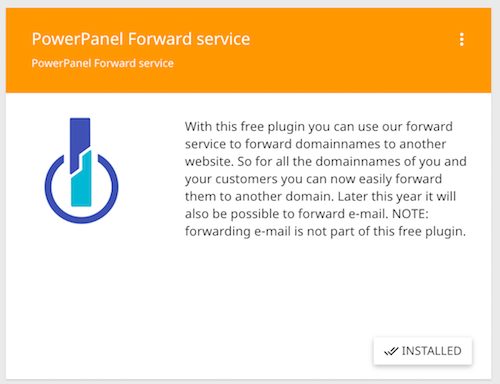 PowerPanel Forward service
PowerPanel Forward service
With this free plugin you can use our forward
service to forward domainnames to another
website. So for all the domainnames of you and
your customers you can now easily forward
them to another domain. Later this year it will
also be possible to forward e-mail. NOTE:
forwarding e-mail is not part of this free plugin.
INSTALLED